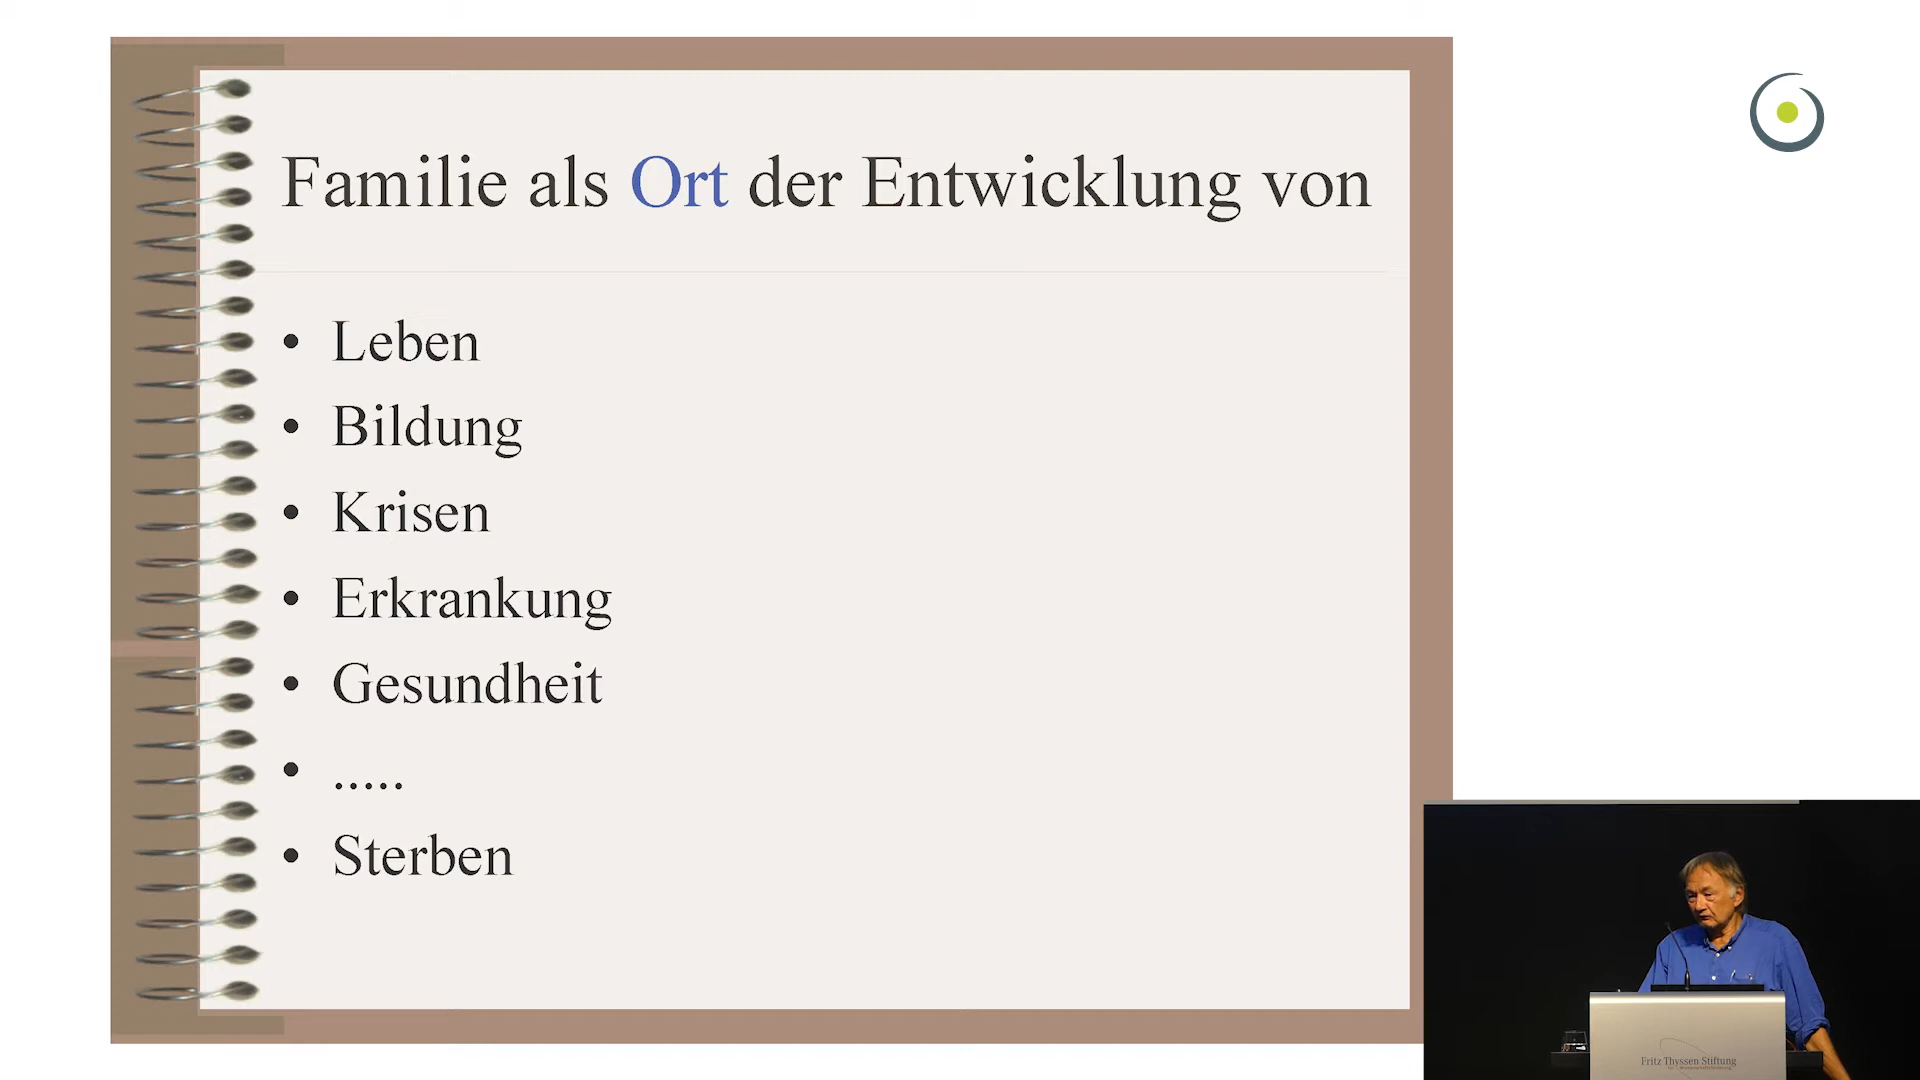 Familie als Ort der Entwicklung von
• Leben
• Bildung
• Krisen
• Erkrankung
• Gesundheit
• .....
• Sterben
Fritz Thyssen Stiftung